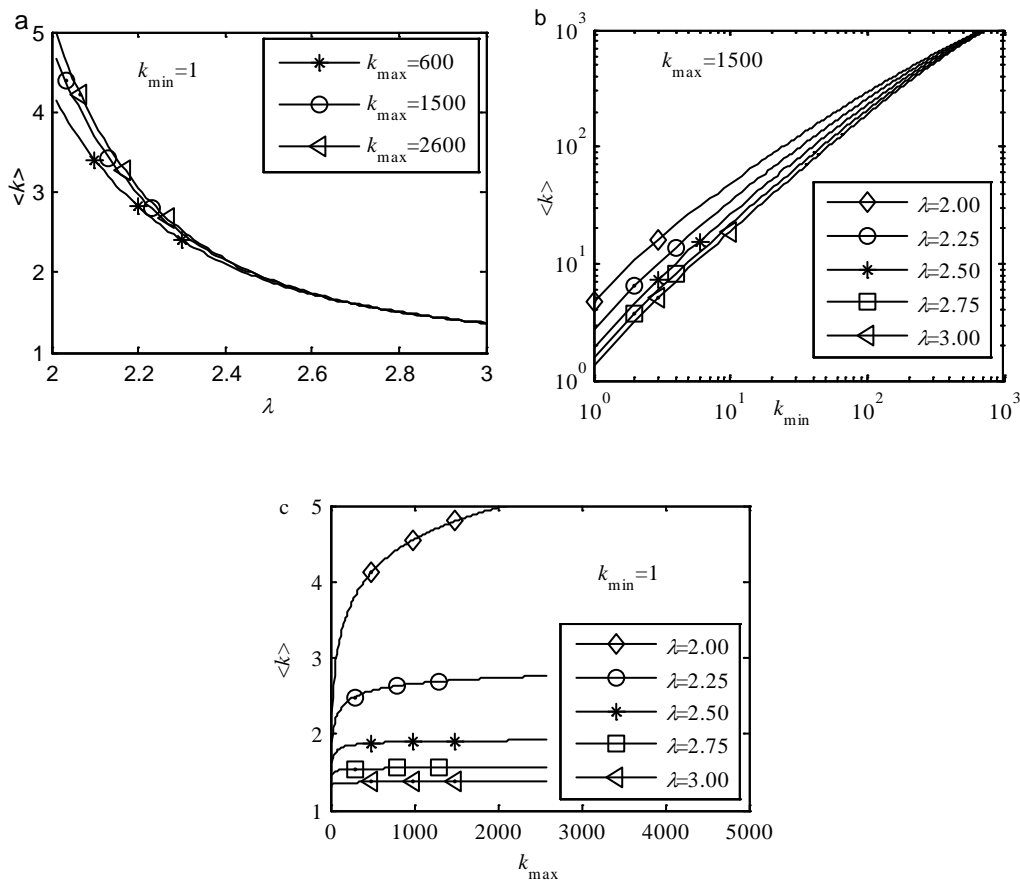 a
5
4
3
2
1
<k>
2
2.2
2.4
2.6
2.8
3
λ
k_min=1
k_max=600
k_max=1500
k_max=2600
b
10^3
10^2
10^1
10^0
<k>
10^0
10^1
10^2
10^3
k_min
k_max=1500
λ=2.00
λ=2.25
λ=2.50
λ=2.75
λ=3.00
c
5
4
3
2
1
<k>
0
1000
2000
3000
4000
5000
k_max
k_min=1
λ=2.00
λ=2.25
λ=2.50
λ=2.75
λ=3.00